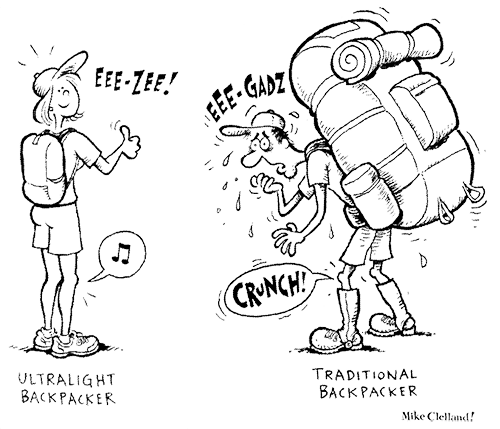 EEE-ZEE!
EEE-GADZ
CRUNCH!
ULTRALIGHT
BACKPACKER
TRADITIONAL
BACKPACKER
Mike Clelland!